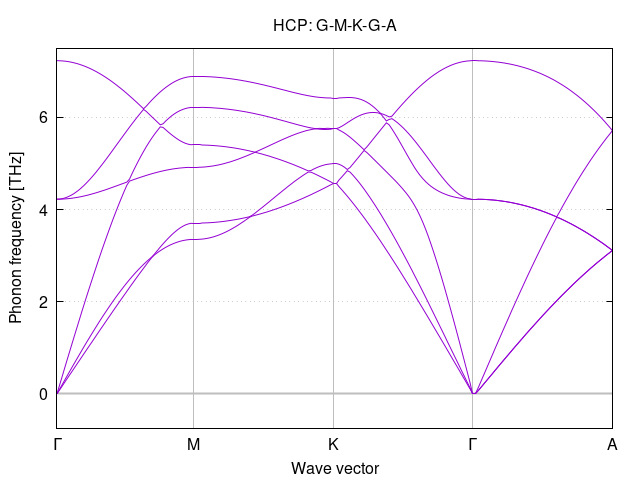 HCP: G-M-K-G-A
Phonon frequency [THz]
6
4
2
0
Γ M K Γ A
Wave vector